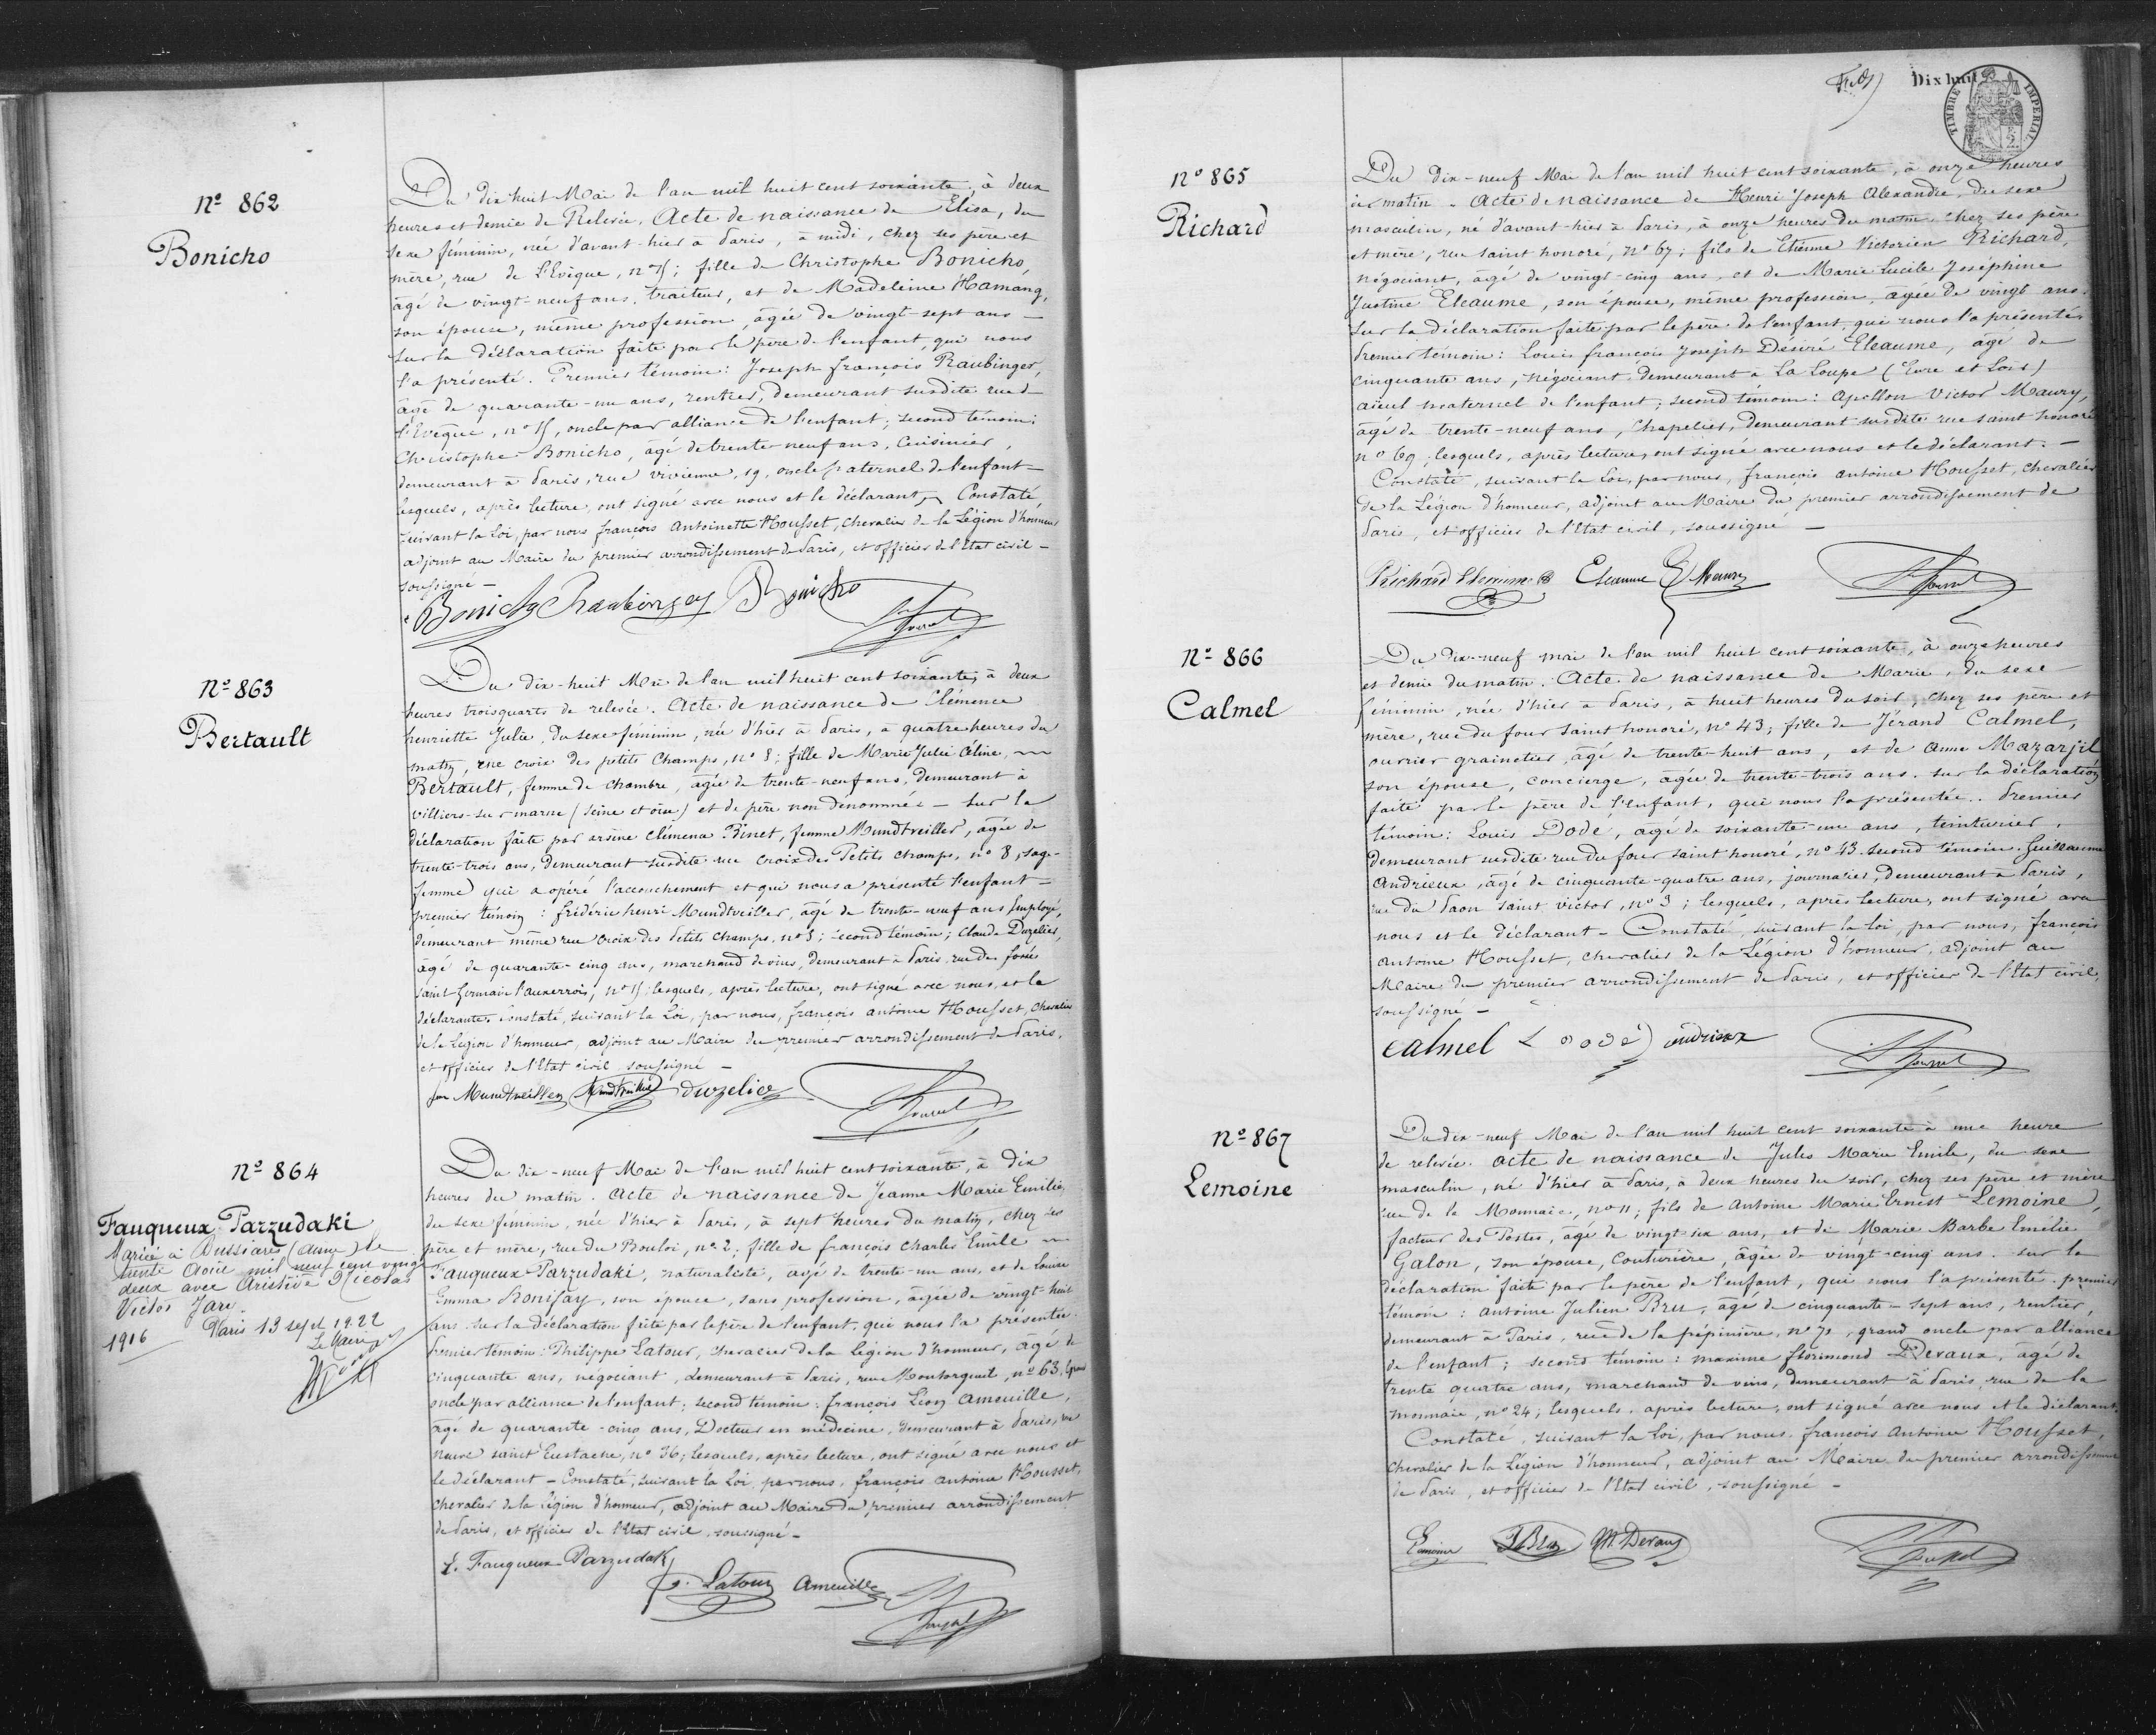 Nº 862
Bonicho
Du dix huit Mai de l'an mil huit cent soixante, à deux
heures et demie de Relevée, Acte de naissance de Elisa, du
sexe féminin, née d'avant-hier à Paris, à midi, chez ses père et
mère, rue de L'Evêque, nº 15; fille de Christophe Bonicho,
âgé de vingt-neuf ans, traiteur, et de Madeleine Hamang,
son épouse, même profession, âgée de vingt-sept ans —
sur la déclaration faite par le père de l'enfant, qui nous
l'a présenté. Premier témoin: Joseph françois Raubinger,
âgé de quarante-un ans, rentier, demeurant susdite rue de
l'Evêque, nº 15, oncle par alliance de l'enfant; second témoin:
Christophe Bonicho, âgé de trente-neuf ans, Cuisinier,
demeurant à Paris, rue vivienne, 19, oncle paternel de l'enfant —
lesquels, après lecture, ont signé avec nous et le déclarant, Constaté,
suivant la Loi, par nous françois Antoinette Housset, chevalier de la Légion d'honneur
adjoint au Maire du premier arrondissement de Paris, et officier de l'Etat civil —
soussigné —
Bonicho Raubinger Bonicho
Nº 863
Bertault
Du dix-huit Mai de l'an mil huit cent soixante, à deux
heures trois quarts de relevée. Acte de naissance de Clémence
henriette Julie, du sexe féminin, née d'hier à Paris, à quatre heures du
matin, rue croix des petits champs, nº 8; fille de Marie Julie Céline
Bertault, femme de chambre, âgée de trente-neuf ans, demeurant à
villiers-sur-marne (seine et oise) et de père non dénommé — sur la
déclaration faite par arsène clémence Binet, femme Mundtveiller, âgée de
trente-trois ans, demeurant susdite rue croix des Petits champs, nº 8, sage-
femme qui a opéré l'accouchement et qui nous a présenté l'enfant —
premier témoin: frédéric henri Mundtveiller, âgé de trente-neuf ans, Employé,
demeurant même rue croix des Petits champs, nº 8; second témoin; Claude Duzelier,
âgé de quarante-cinq ans, marchand de vins, demeurant à Paris, rue des fossés
saint Germain l'auxerrois, nº 15; lesquels, après lecture, ont signé avec nous, et la
déclarante. Constaté, suivant la Loi, par nous, françois antoine Housset, Chevalier
de la Légion d'honneur, adjoint au Maire du premier arrondissement de Paris,
et officier de l'Etat civil soussigné —
Mundtveiller Mundtveiller Duzelier
Nº 864
Fauqueux-Parzudaki
Mariée à Bussiares (Aisne) le
trente Avril mil neuf cent vingt
deux avec Aristide Nicolas
Victor Jary.
Paris 13 sept 1922
1916
Le Maire
Du dix-neuf Mai de l'an mil huit cent soixante, à dix
heures du matin. Acte de naissance de Jeanne Marie Emilie,
du sexe féminin, née d'hier à Paris, à sept heures du matin, chez ses
père et mère, rue du Bouloi, nº 2; fille de françois Charles Emile
Fauqueux-Parzudaki, naturaliste, âgé de trente-un ans, et de Louise
Emma Bonifay, son épouse, sans profession, âgée de vingt-huit
ans. sur la déclaration faite par le père de l'enfant qui nous l'a présentée.
Premier témoin: Philippe Latour, chevalier de la Légion d'honneur, âgé de
cinquante ans, négociant, demeurant à Paris, rue Montorgueil, nº 63, grand
oncle par alliance de l'enfant; second témoin: françois Léon Ameuille,
âgé de quarante-cinq ans, Docteur en médecine, demeurant à Paris, rue
neuve saint Eustache, nº 36; lesquels, après lecture, ont signé avec nous et
le déclarant — Constaté, suivant la Loi, par nous, françois antoine Housset,
chevalier de la légion d'honneur, adjoint au Maire du premier arrondissement
de Paris, et officier de l'Etat civil, soussigné —
E. Fauqueux-Parzudaki
P. Latour Ameuille
Dix huit
TIMBRE IMPERIAL
nº 865
Richard
Du dix-neuf Mai de l'an mil huit cent soixante, à onze heures
du matin. Acte de naissance de Henri Joseph Alexandre, du sexe
masculin, né d'avant-hier à Paris, à onze heures du matin, chez ses père
et mère, rue saint honoré, nº 67; fils de Etienne Victorien Richard,
négociant, âgé de vingt-cinq ans, et de Marie Lucile Joséphine
Justine Eleaume, son épouse, même profession, âgée de vingt ans.
sur la déclaration faite par le père de l'enfant, qui nous l'a présenté.
Premier témoin: Louis françois Joseph Désiré Eleaume, âgé de
cinquante ans, négociant, demeurant à La Loupe (Eure et Loir)
aïeul maternel de l'enfant; second témoin: Apollon Victor Maury,
âgé de trente-neuf ans, Chapelier, demeurant susdite rue saint honoré
nº 69, lesquels, après lecture, ont signé avec nous et le déclarant. —
Constaté, suivant la Loi, par nous, françois antoine Housset, chevalier
de la Légion d'honneur, adjoint au Maire du premier arrondissement de
Paris, et officier de l'Etat civil, soussigné —
Richard Etienne Eleaume Maury
Nº 866
Calmel
Du Dix-neuf mai de l'an mil huit cent soixante, à onze heures
et demie du matin. Acte de naissance de Marie, du sexe
féminin, née d'hier à Paris, à huit heures du soir, chez ses père et
mère, rue du four saint honoré, nº 43; fille de Jérand Calmel,
ouvrier grainetier, âgé de trente-huit ans, et de anne Mazarjil
son épouse, concierge, âgée de trente-trois ans. sur la déclaration
faite par le père de l'enfant, qui nous l'a présentée. Premier
témoin: Louis Dodé, âgé de soixante-un ans, teinturier,
demeurant susdite rue du four saint honoré, nº 43. second témoin. Guillaume
Andrieux, âgé de cinquante-quatre ans, journalier, demeurant à Paris,
rue du Paon saint victor, nº 3; lesquels, après lecture, ont signé avec
nous et le déclarant — Constaté, suivant la loi, par nous, françois
antoine Housset, chevalier de la Légion d'honneur, adjoint au
Maire du premier arrondissement de Paris, et officier de l'Etat civil,
soussigné —
Calmel L Dodé andrieux
Nº 867
Lemoine
Du dix-neuf Mai de l'an mil huit cent soixante à une heure
de relevée. Acte de naissance de Jules Marie Emile, du sexe
masculin, né d'hier à Paris, à deux heures du soir, chez ses père et mère
rue de la Monnaie, nº 11; fils de Antoine Marie Ernest Lemoine,
facteur des Postes, âgé de vingt-six ans, et de Marie Barbe Emilie
Galon, son épouse, Couturière, âgée de vingt-cinq ans. sur la
déclaration faite par le père de l'enfant, qui nous l'a présenté. premier
témoin: antoine Julien Bru, âgé de cinquante-sept ans, rentier,
demeurant à Paris, rue de la pépinière, nº 72, grand oncle par alliance
de l'enfant; second témoin: maxime florimond Devaux, âgé de
trente quatre ans, marchand de vins, demeurant à Paris, rue de la
monnaie, nº 24; lesquels, après lecture, ont signé avec nous et le déclarant.
Constaté, suivant la Loi, par nous, françois Antoine Housset,
chevalier de la Légion d'honneur, adjoint au Maire du premier arrondissement
de Paris, et officier de l'Etat civil, soussigné —
Lemoine JBru M. Devaux